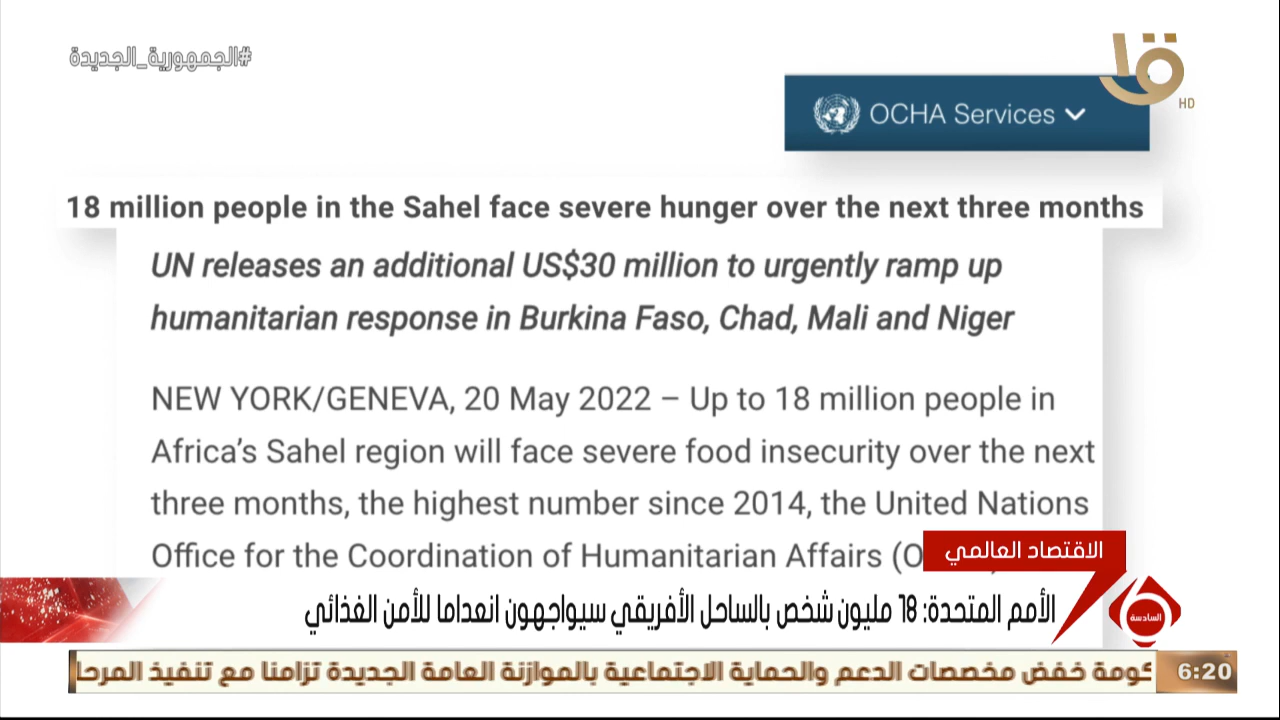 #الجمهورية_الجديدة
HD
OCHA Services
18 million people in the Sahel face severe hunger over the next three months
UN releases an additional US$30 million to urgently ramp up
humanitarian response in Burkina Faso, Chad, Mali and Niger
NEW YORK/GENEVA, 20 May 2022 – Up to 18 million people in
Africa’s Sahel region will face severe food insecurity over the next
three months, the highest number since 2014, the United Nations
Office for the Coordination of Humanitarian Affairs (O
الاقتصاد العالمي
الأمم المتحدة: 18 مليون شخص بالساحل الأفريقي سيواجهون انعداما للأمن الغذائي
السادسة
كومة خفض مخصصات الدعم والحماية الاجتماعية بالموازنة العامة الجديدة تزامنا مع تنفيذ المرحا
6:20